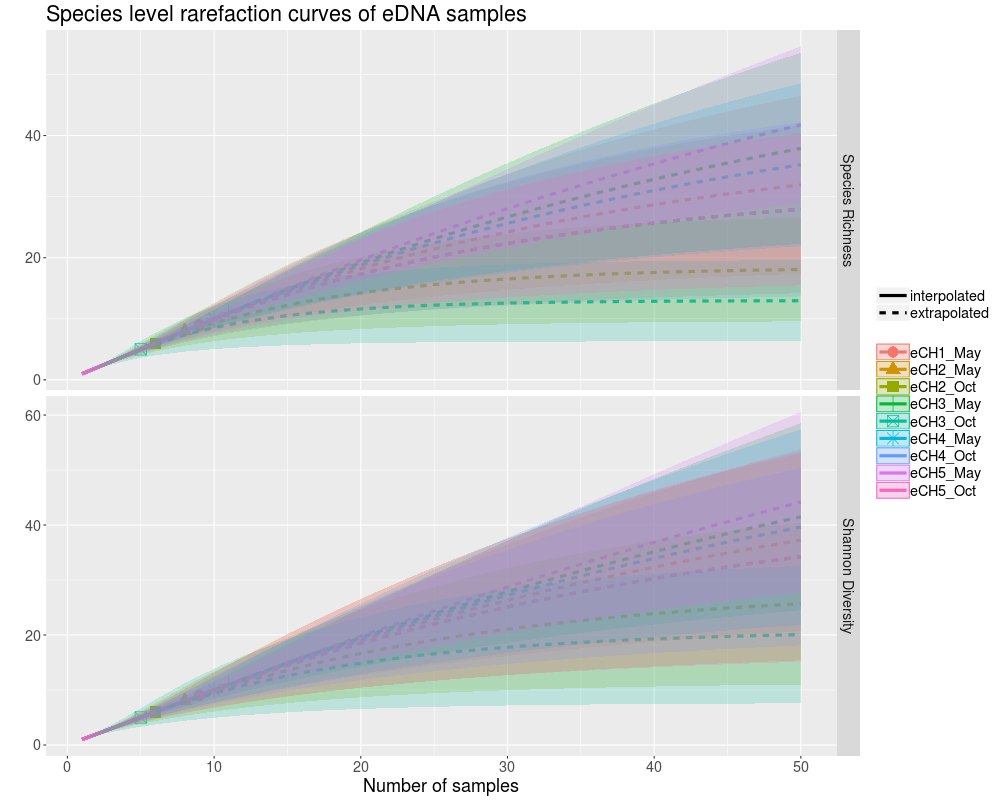 Species level rarefaction curves of eDNA samples
40
20
0
Species Richness
60
40
20
0
Shannon Diversity
0 10 20 30 40 50
Number of samples
interpolated
extrapolated
eCH1_May
eCH2_May
eCH2_Oct
eCH3_May
eCH3_Oct
eCH4_May
eCH4_Oct
eCH5_May
eCH5_Oct